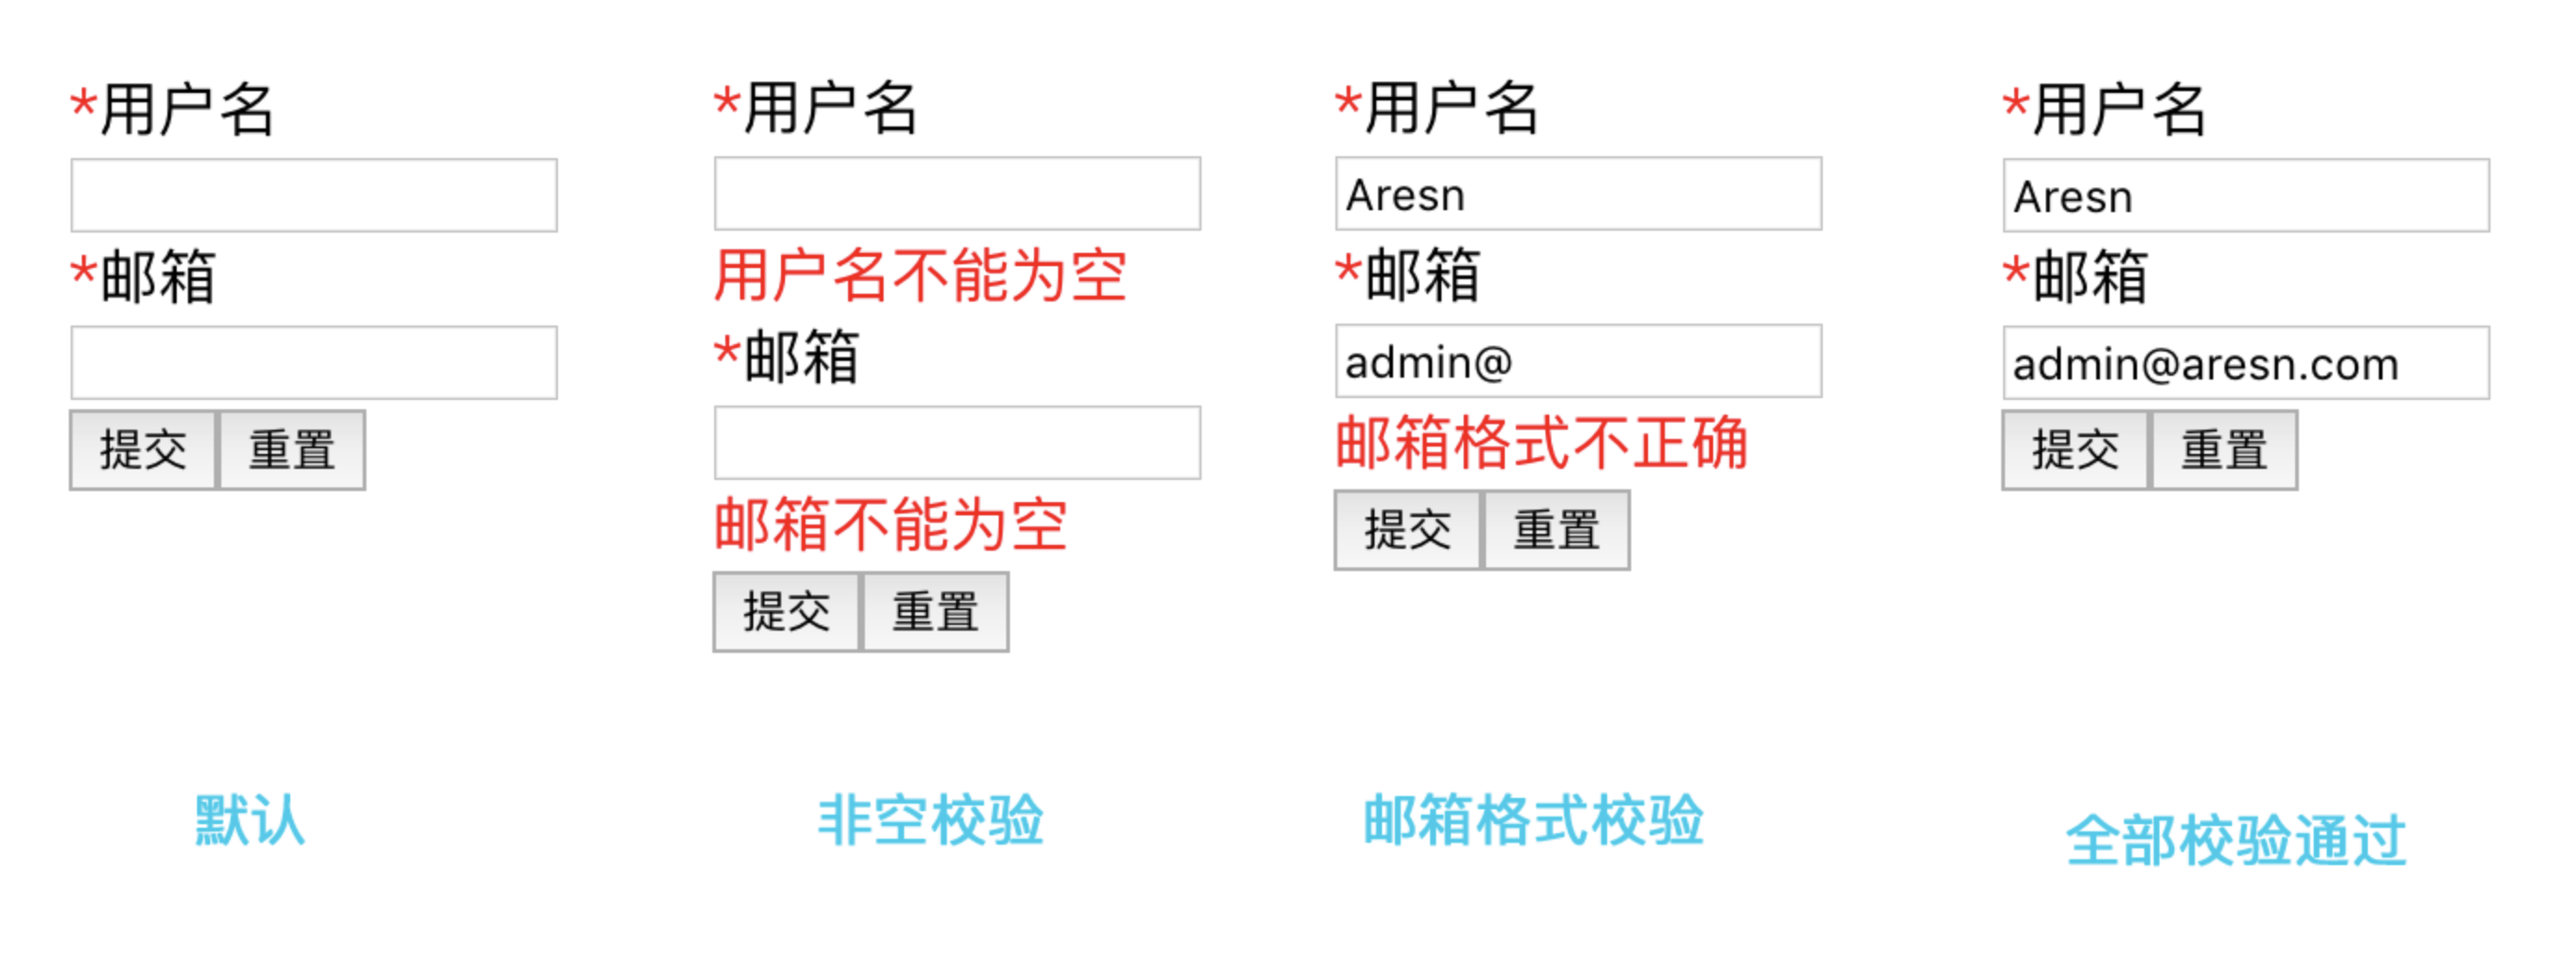 *用户名
*邮箱
提交 重置
默认
*用户名
用户名不能为空
*邮箱
邮箱不能为空
提交 重置
非空校验
*用户名
Aresn
*邮箱
admin@
邮箱格式不正确
提交 重置
邮箱格式校验
*用户名
Aresn
*邮箱
admin@aresn.com
提交 重置
全部校验通过